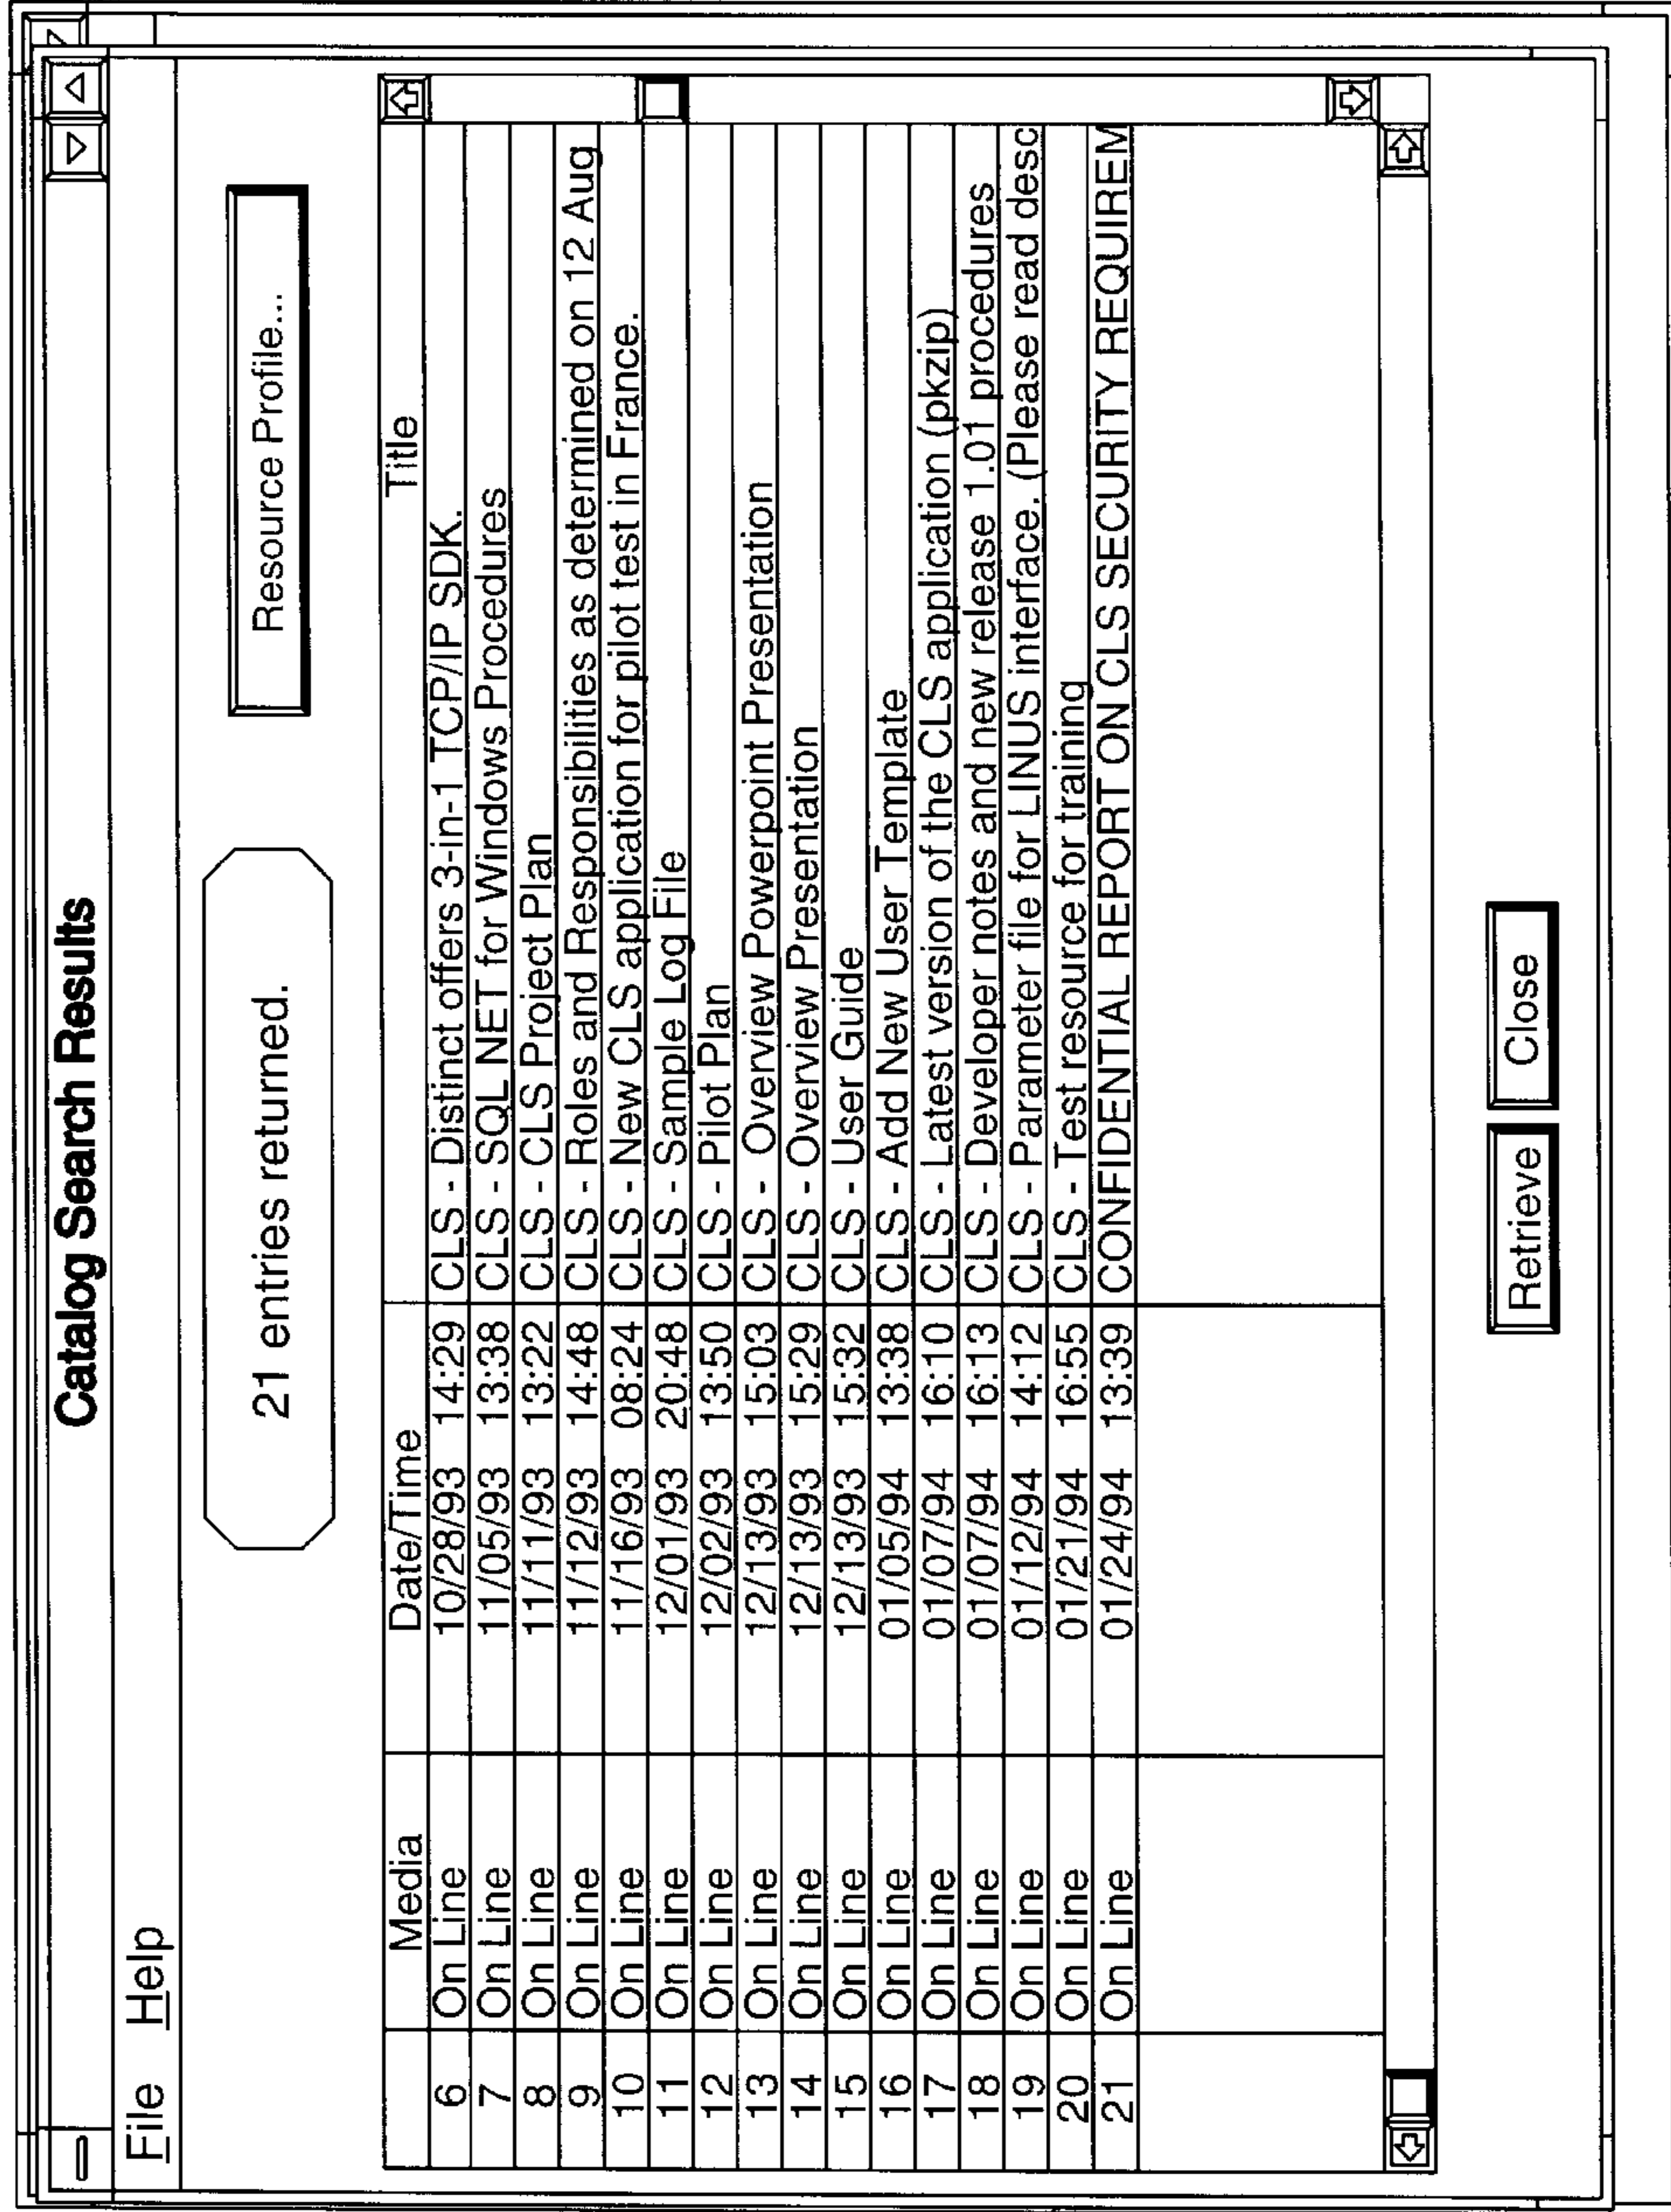 Catalog Search Results
File Help
21 entries returned.
Resource Profile...
Media Date/Time Title
6 On Line 10/28/93 14:29 CLS - Distinct offers 3-in-1 TCP/IP SDK.
7 On Line 11/05/93 13:38 CLS - SQL NET for Windows Procedures
8 On Line 11/11/93 13:22 CLS - CLS Project Plan
9 On Line 11/12/93 14:48 CLS - Roles and Responsibilities as determined on 12 Aug
10 On Line 11/16/93 08:24 CLS - New CLS application for pilot test in France.
11 On Line 12/01/93 20:48 CLS - Sample Log File
12 On Line 12/02/93 13:50 CLS - Pilot Plan
13 On Line 12/13/93 15:03 CLS - Overview Powerpoint Presentation
14 On Line 12/13/93 15:29 CLS - Overview Presentation
15 On Line 12/13/93 15:32 CLS - User Guide
16 On Line 01/05/94 13:38 CLS - Add New User Template
17 On Line 01/07/94 16:10 CLS - Latest version of the CLS application (pkzip)
18 On Line 01/07/94 16:13 CLS - Developer notes and new release 1.01 procedures
19 On Line 01/12/94 14:12 CLS - Parameter file for LINUS interface. (Please read desc
20 On Line 01/21/94 16:55 CLS - Test resource for training
21 On Line 01/24/94 13:39 CONFIDENTIAL REPORT ON CLS SECURITY REQUIREM
Retrieve Close